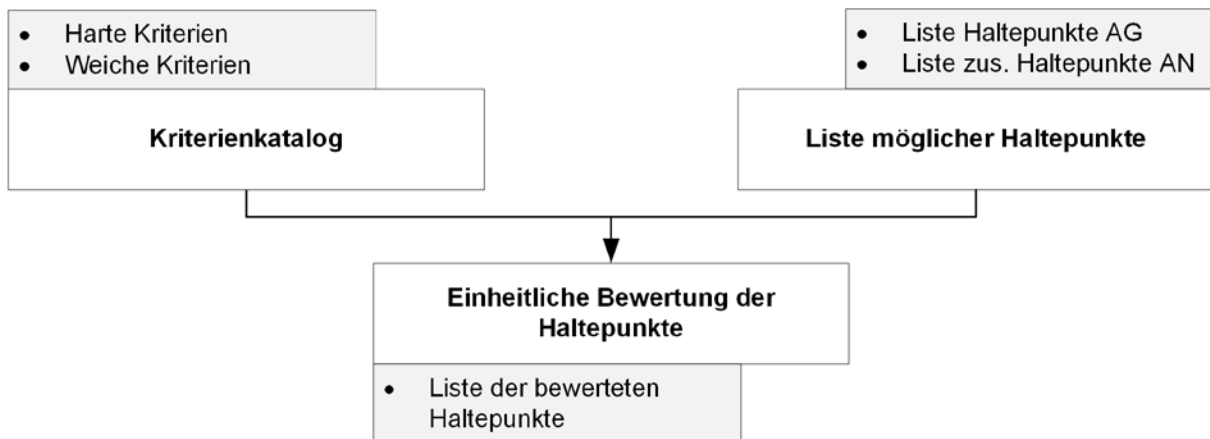 • Harte Kriterien
• Weiche Kriterien
Kriterienkatalog
• Liste Haltepunkte AG
• Liste zus. Haltepunkte AN
Liste möglicher Haltepunkte
Einheitliche Bewertung der
Haltepunkte
• Liste der bewerteten
Haltepunkte